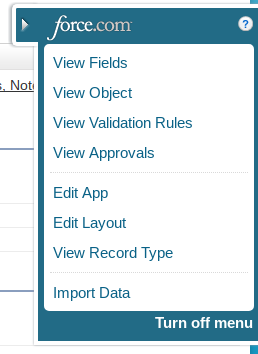 force.com
?
View Fields
View Object
s, Note
View Validation Rules
View Approvals
Edit App
Edit Layout
View Record Type
Import Data
Turn off menu